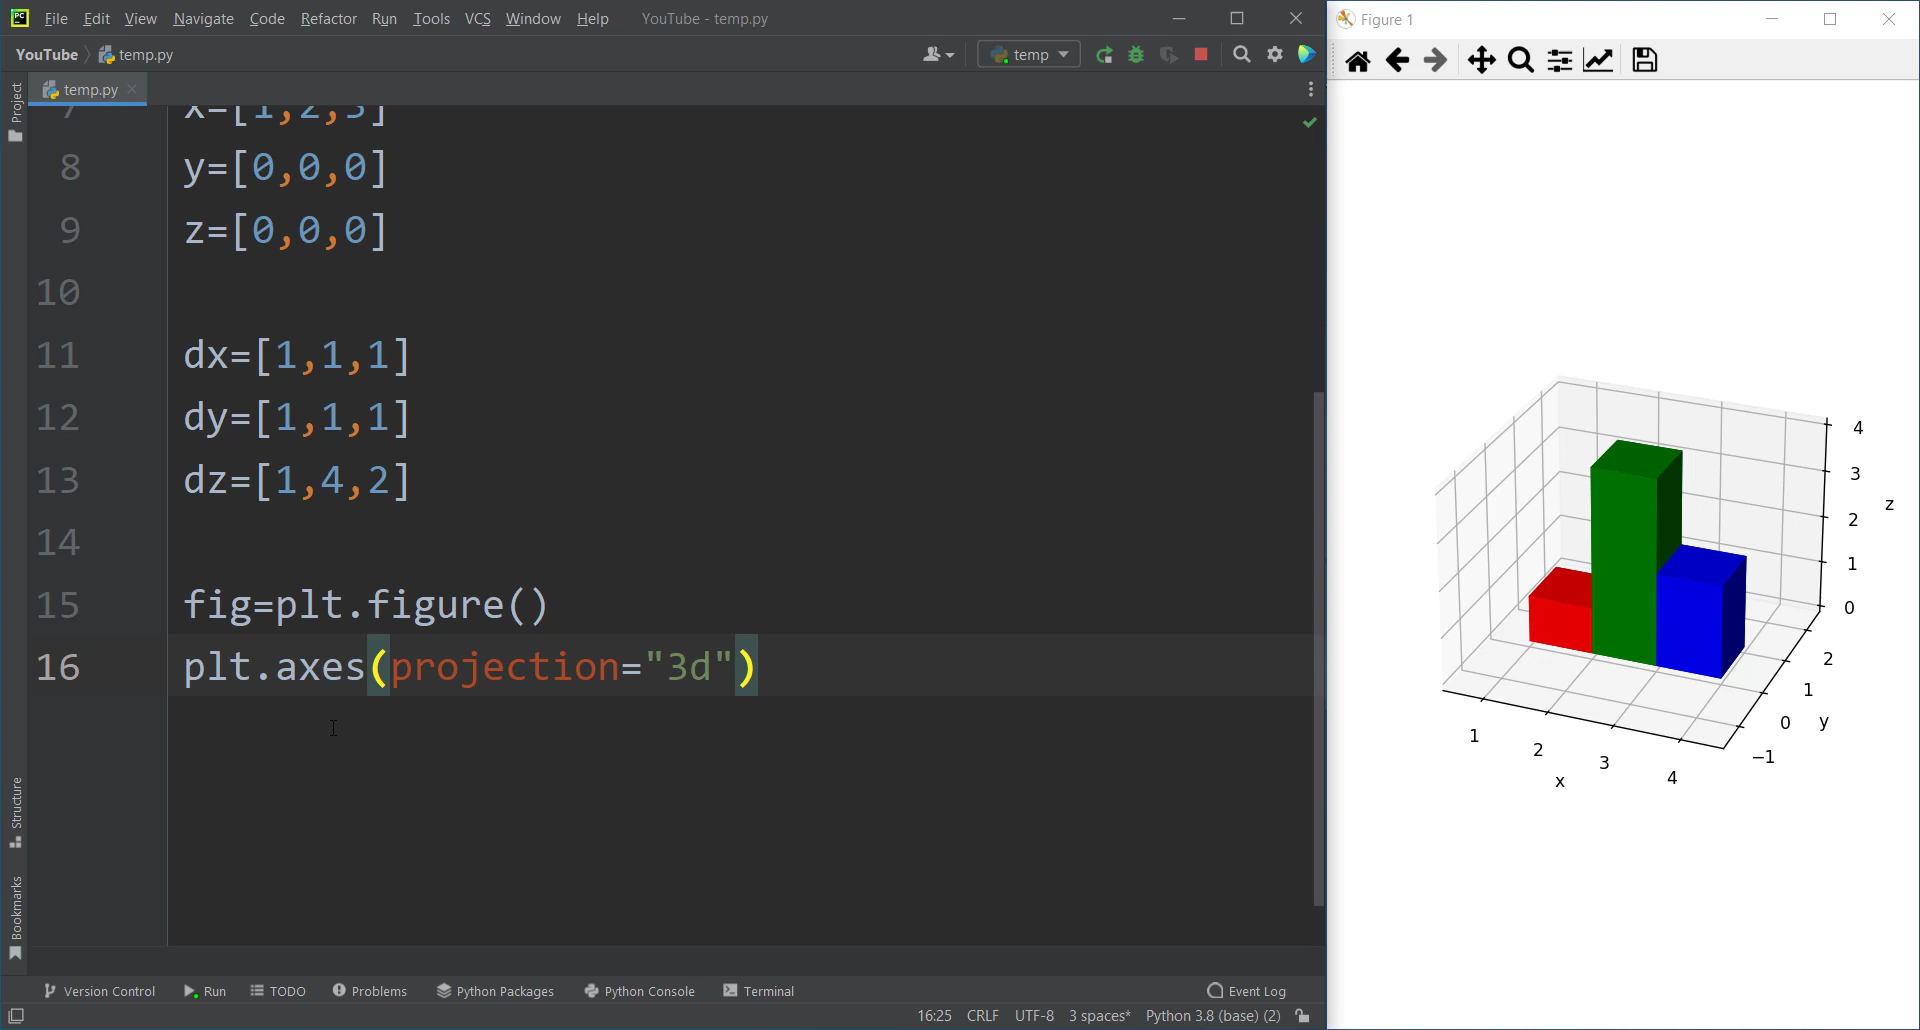 PC File Edit View Navigate Code Refactor Run Tools VCS Window Help YouTube - temp.py
YouTube temp.py temp
temp.py
Project
7 x=[1,2,3]
8 y=[0,0,0]
9 z=[0,0,0]
10
11 dx=[1,1,1]
12 dy=[1,1,1]
13 dz=[1,4,2]
14
15 fig=plt.figure()
16 plt.axes(projection="3d")
Structure
Bookmarks
Version Control Run TODO Problems Python Packages Python Console Terminal Event Log
16:25 CRLF UTF-8 3 spaces* Python 3.8 (base) (2)
Figure 1
4
3
z
2
1
0
2
1
0 y
−1
1
2
3
4
x